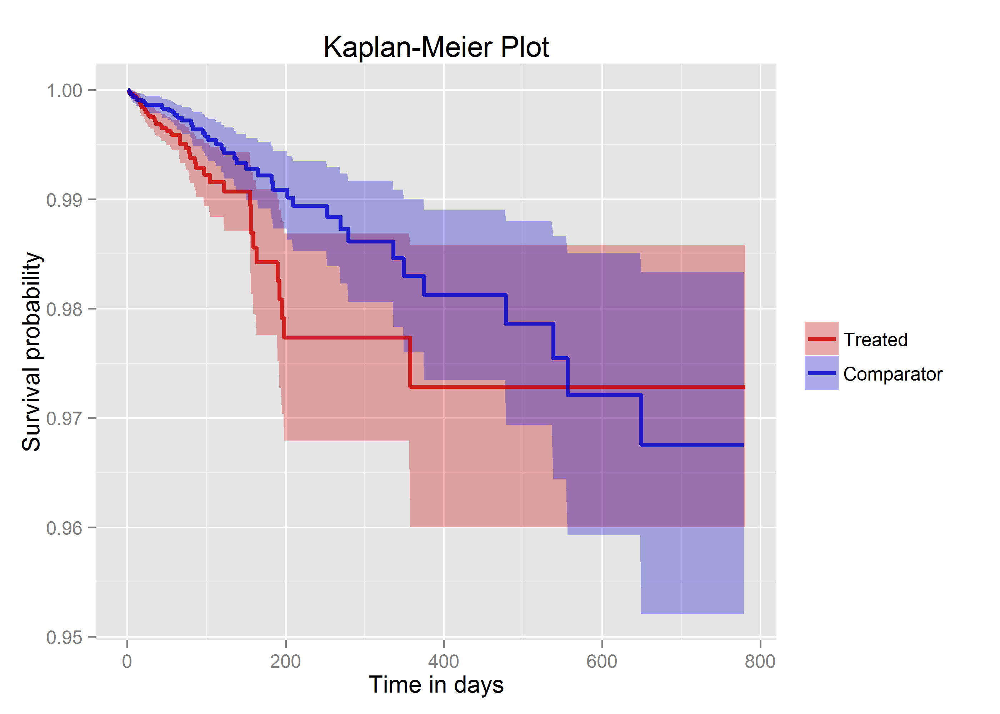 Kaplan-Meier Plot
Survival probability
1.00
0.99
0.98
0.97
0.96
0.95
0 200 400 600 800
Time in days
Treated
Comparator